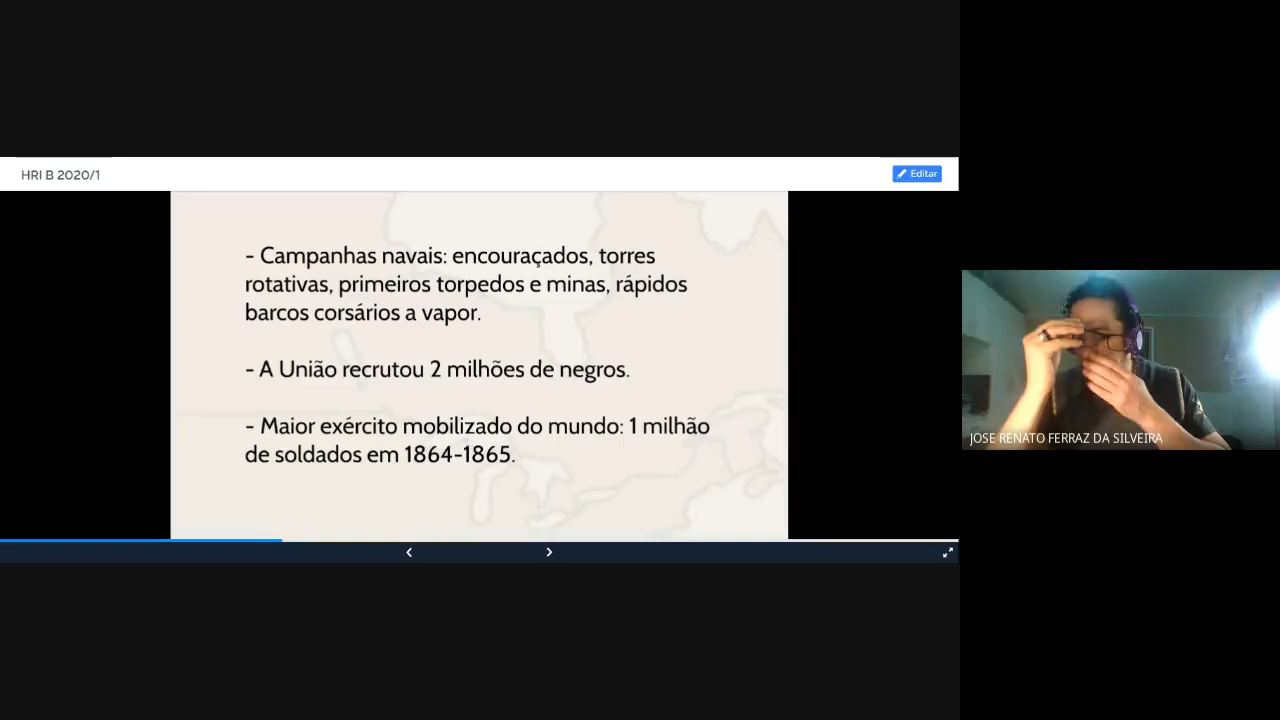 HRI B 2020/1
Editar
- Campanhas navais: encouraçados, torres
rotativas, primeiros torpedos e minas, rápidos
barcos corsários a vapor.
- A União recrutou 2 milhões de negros.
- Maior exército mobilizado do mundo: 1 milhão
de soldados em 1864-1865.
JOSE RENATO FERRAZ DA SILVEIRA